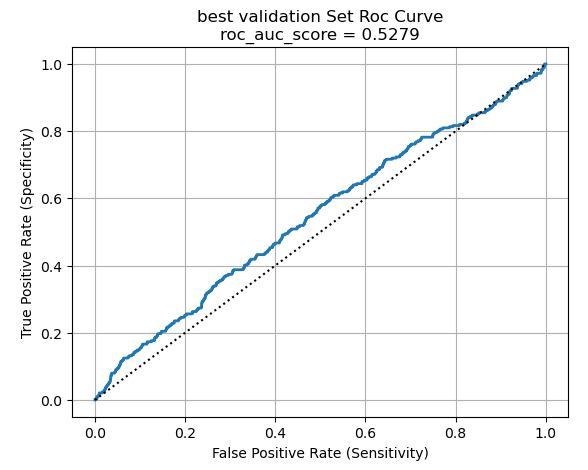 best validation Set Roc Curve
roc_auc_score = 0.5279
True Positive Rate (Specificity)
1.0
0.8
0.6
0.4
0.2
0.0
0.0 0.2 0.4 0.6 0.8 1.0
False Positive Rate (Sensitivity)